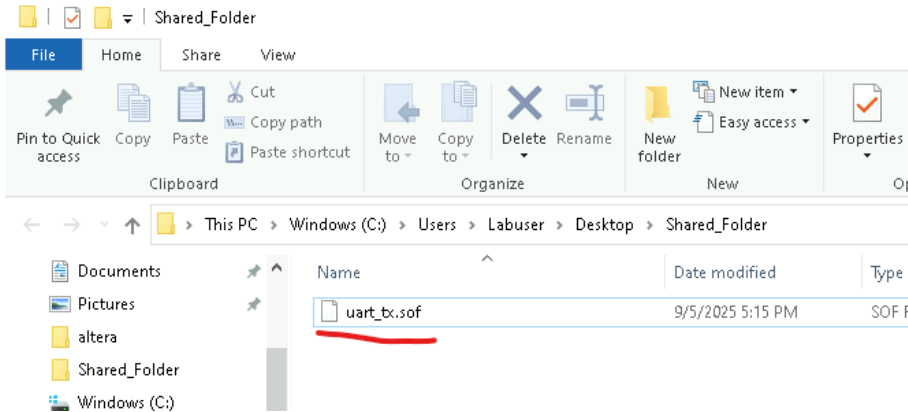 Shared_Folder
File Home Share View
Pin to Quick access
Copy
Paste
Cut
Copy path
Paste shortcut
Move to
Copy to
Delete
Rename
New folder
New item
Easy access
Properties
Clipboard Organize New Op
This PC > Windows (C:) > Users > Labuser > Desktop > Shared_Folder
Documents
Pictures
altera
Shared_Folder
Windows (C:)
Name Date modified Type
uart_tx.sof 9/5/2025 5:15 PM SOF F